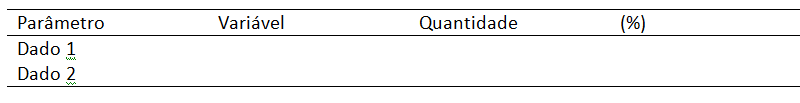 Parâmetro Variável Quantidade (%)
Dado 1
Dado 2